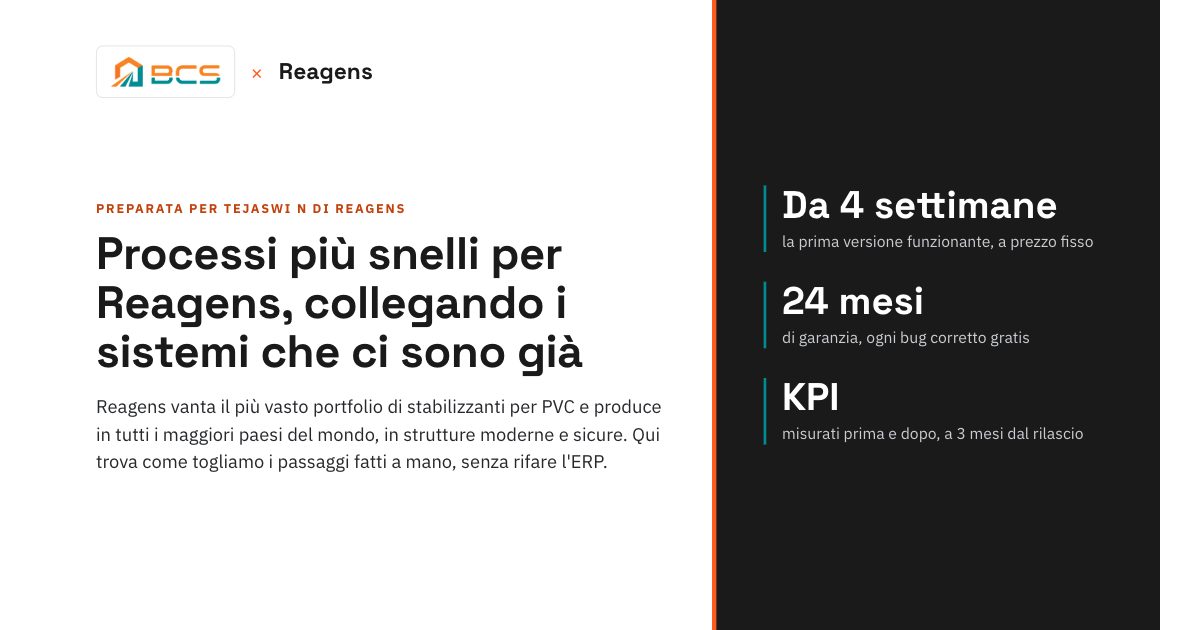 BCS × Reagens
PREPARATA PER TEJASWI N DI REAGENS
Processi più snelli per
Reagens, collegando i
sistemi che ci sono già
Reagens vanta il più vasto portfolio di stabilizzanti per PVC e produce
in tutti i maggiori paesi del mondo, in strutture moderne e sicure. Qui
trova come togliamo i passaggi fatti a mano, senza rifare l'ERP.
Da 4 settimane
la prima versione funzionante, a prezzo fisso
24 mesi
di garanzia, ogni bug corretto gratis
KPI
misurati prima e dopo, a 3 mesi dal rilascio